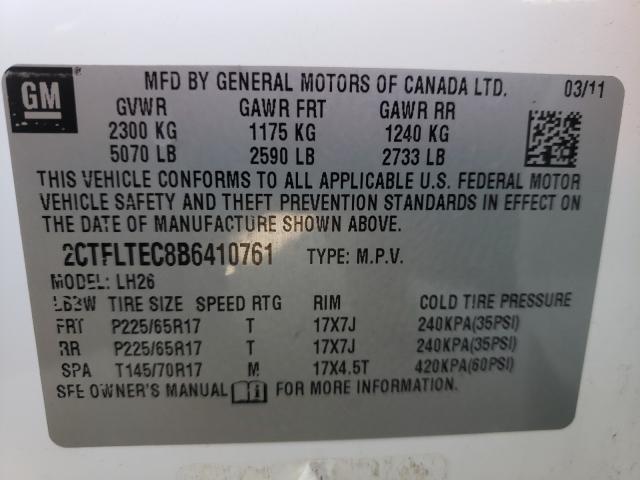 GM ® MFD BY GENERAL MOTORS OF CANADA LTD. 03/11
GVWR GAWR FRT GAWR RR
2300 KG 1175 KG 1240 KG
5070 LB 2590 LB 2733 LB
THIS VEHICLE CONFORMS TO ALL APPLICABLE U.S. FEDERAL MOTOR
VEHICLE SAFETY AND THEFT PREVENTION STANDARDS IN EFFECT ON
THE DATE OF MANUFACTURE SHOWN ABOVE.
2CTFLTEC8B6410761 TYPE: M.P.V.
MODEL: LH26
L63W TIRE SIZE SPEED RTG RIM COLD TIRE PRESSURE
FRT P225/65R17 T 17X7J 240KPA(35PSI)
RR P225/65R17 T 17X7J 240KPA(35PSI)
SPA T145/70R17 M 17X4.5T 420KPA(60PSI)
SEE OWNER'S MANUAL FOR MORE INFORMATION.